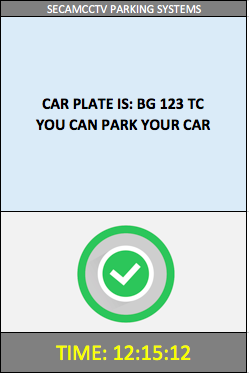 SECAMCCTV PARKING SYSTEMS
CAR PLATE IS: BG 123 TC
YOU CAN PARK YOUR CAR
TIME: 12:15:12